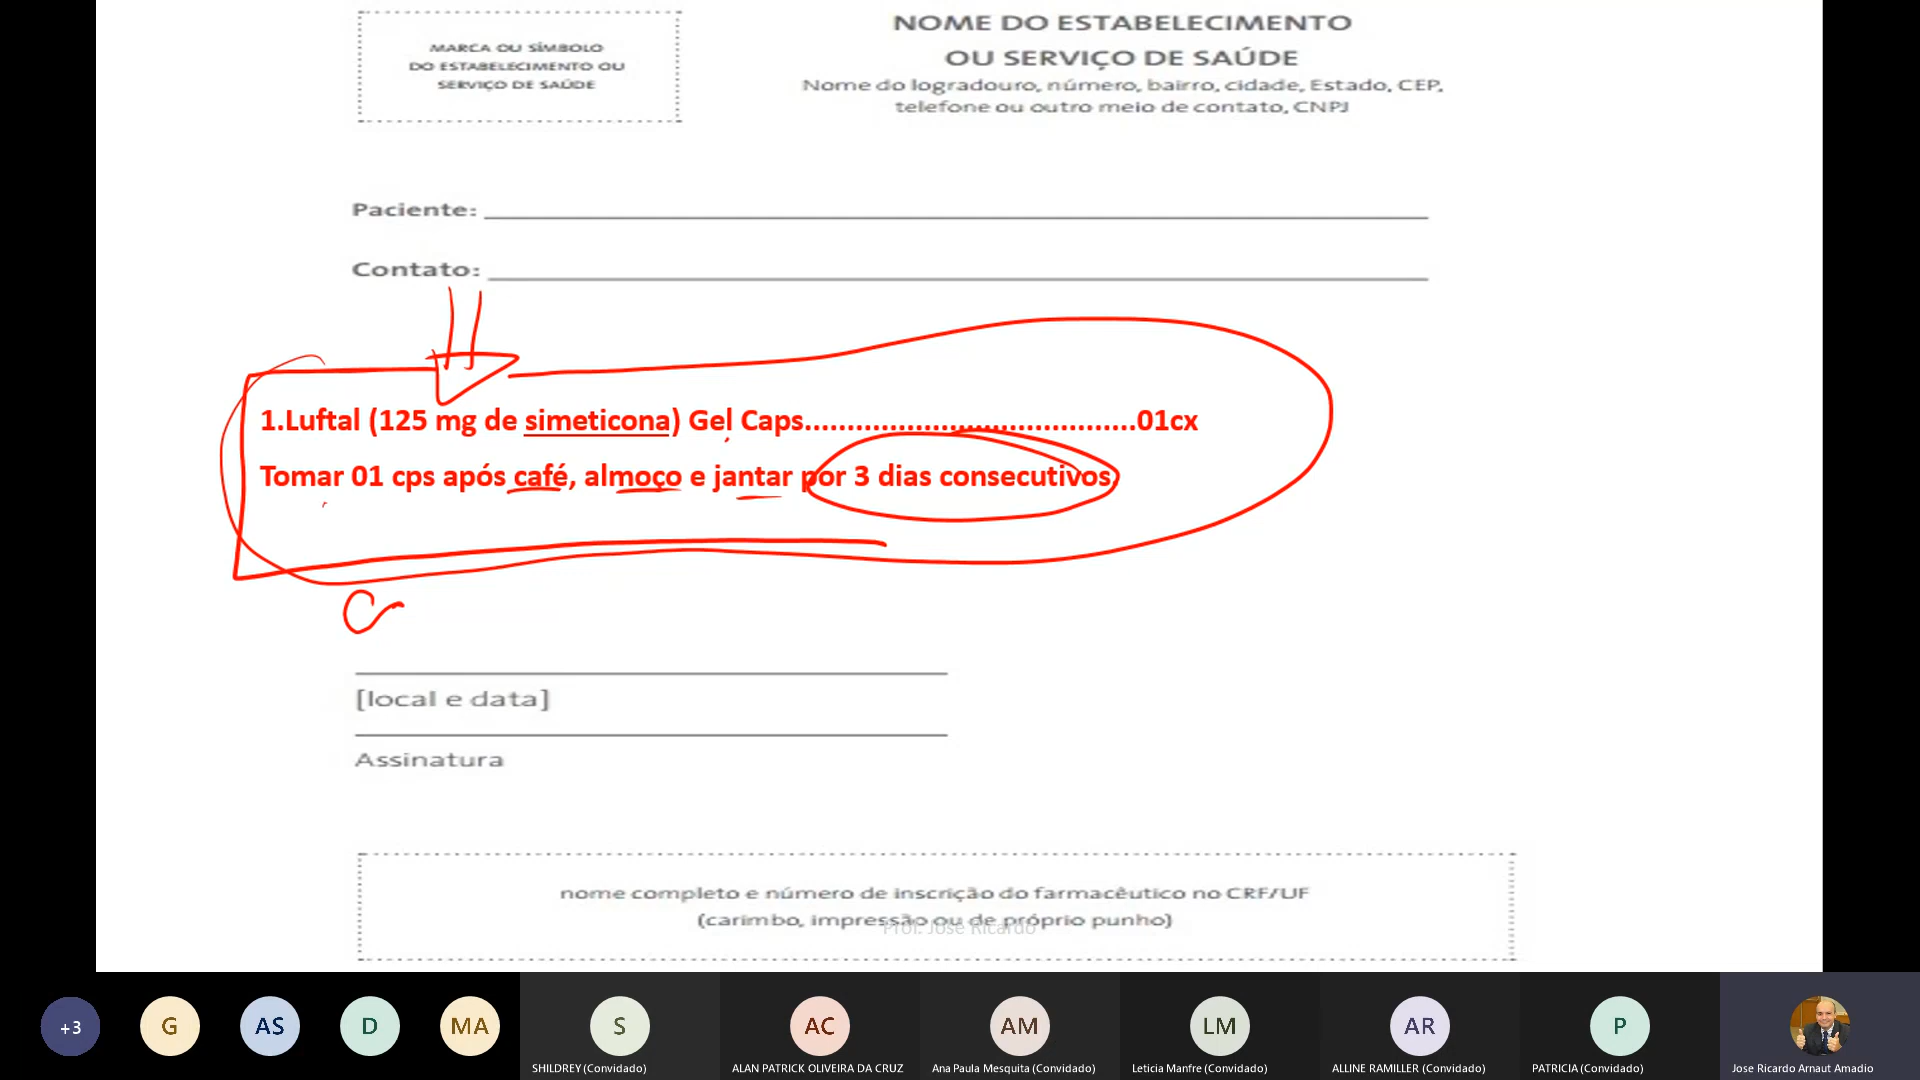 MARCA OU SÍMBOLO
DO ESTABELECIMENTO OU
SERVIÇO DE SAÚDE
NOME DO ESTABELECIMENTO
OU SERVIÇO DE SAÚDE
Nome do logradouro, número, bairro, cidade, Estado, CEP,
telefone ou outro meio de contato, CNPJ
Paciente:
Contato:
1.Luftal (125 mg de simeticona) Gel Caps.......................................01cx
Tomar 01 cps após café, almoço e jantar por 3 dias consecutivos.
[local e data]
Assinatura
nome completo e número de inscrição do farmacêutico no CRF/UF
(carimbo, impressão ou de próprio punho)
Prof. José Ricardo
+3
G
AS
D
MA
S
AC
AM
LM
AR
P
SHILDREY (Convidado)
ALAN PATRICK OLIVEIRA DA CRUZ
Ana Paula Mesquita (Convidado)
Leticia Manfre (Convidado)
ALLINE RAMILLER (Convidado)
PATRICIA (Convidado)
Jose Ricardo Arnaut Amadio